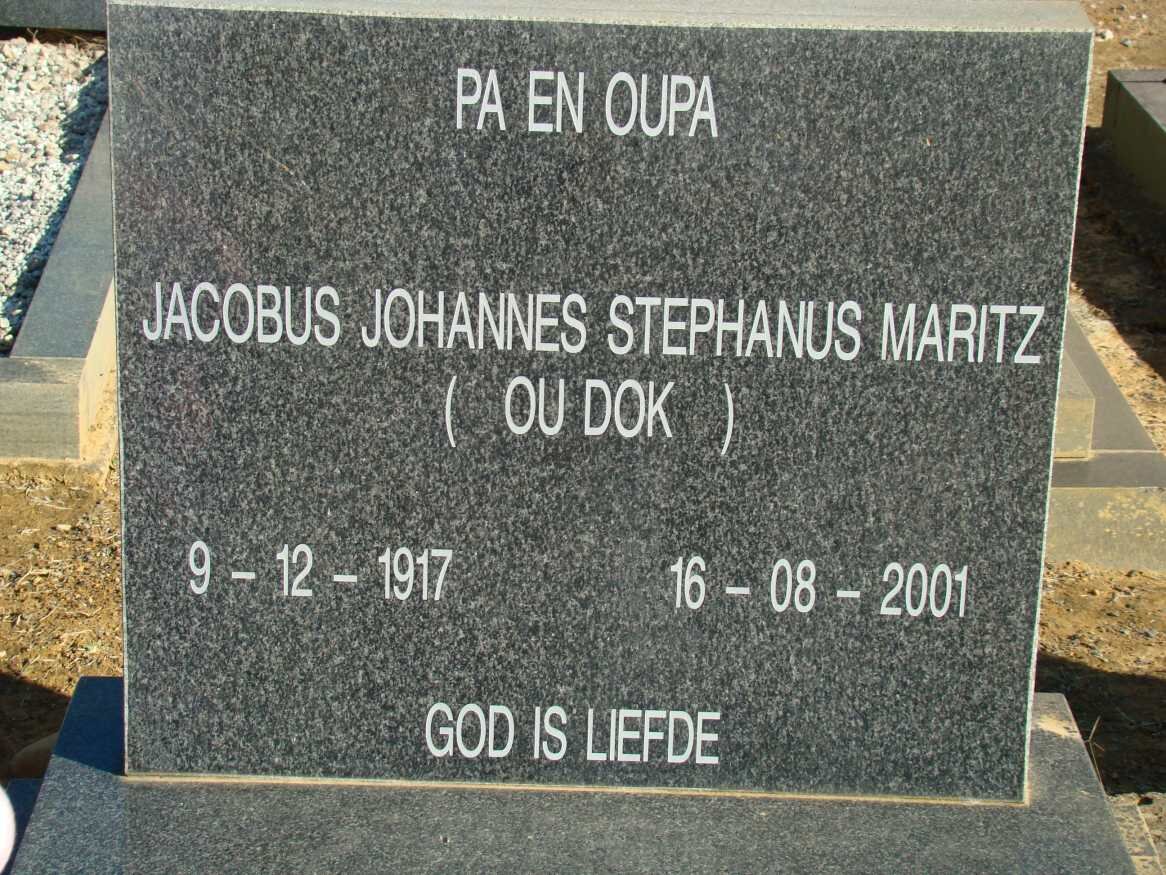 PA EN OUPA
JACOBUS JOHANNES STEPHANUS MARITZ
( OU DOK )
9 – 12 – 1917 16 – 08 – 2001
GOD IS LIEFDE